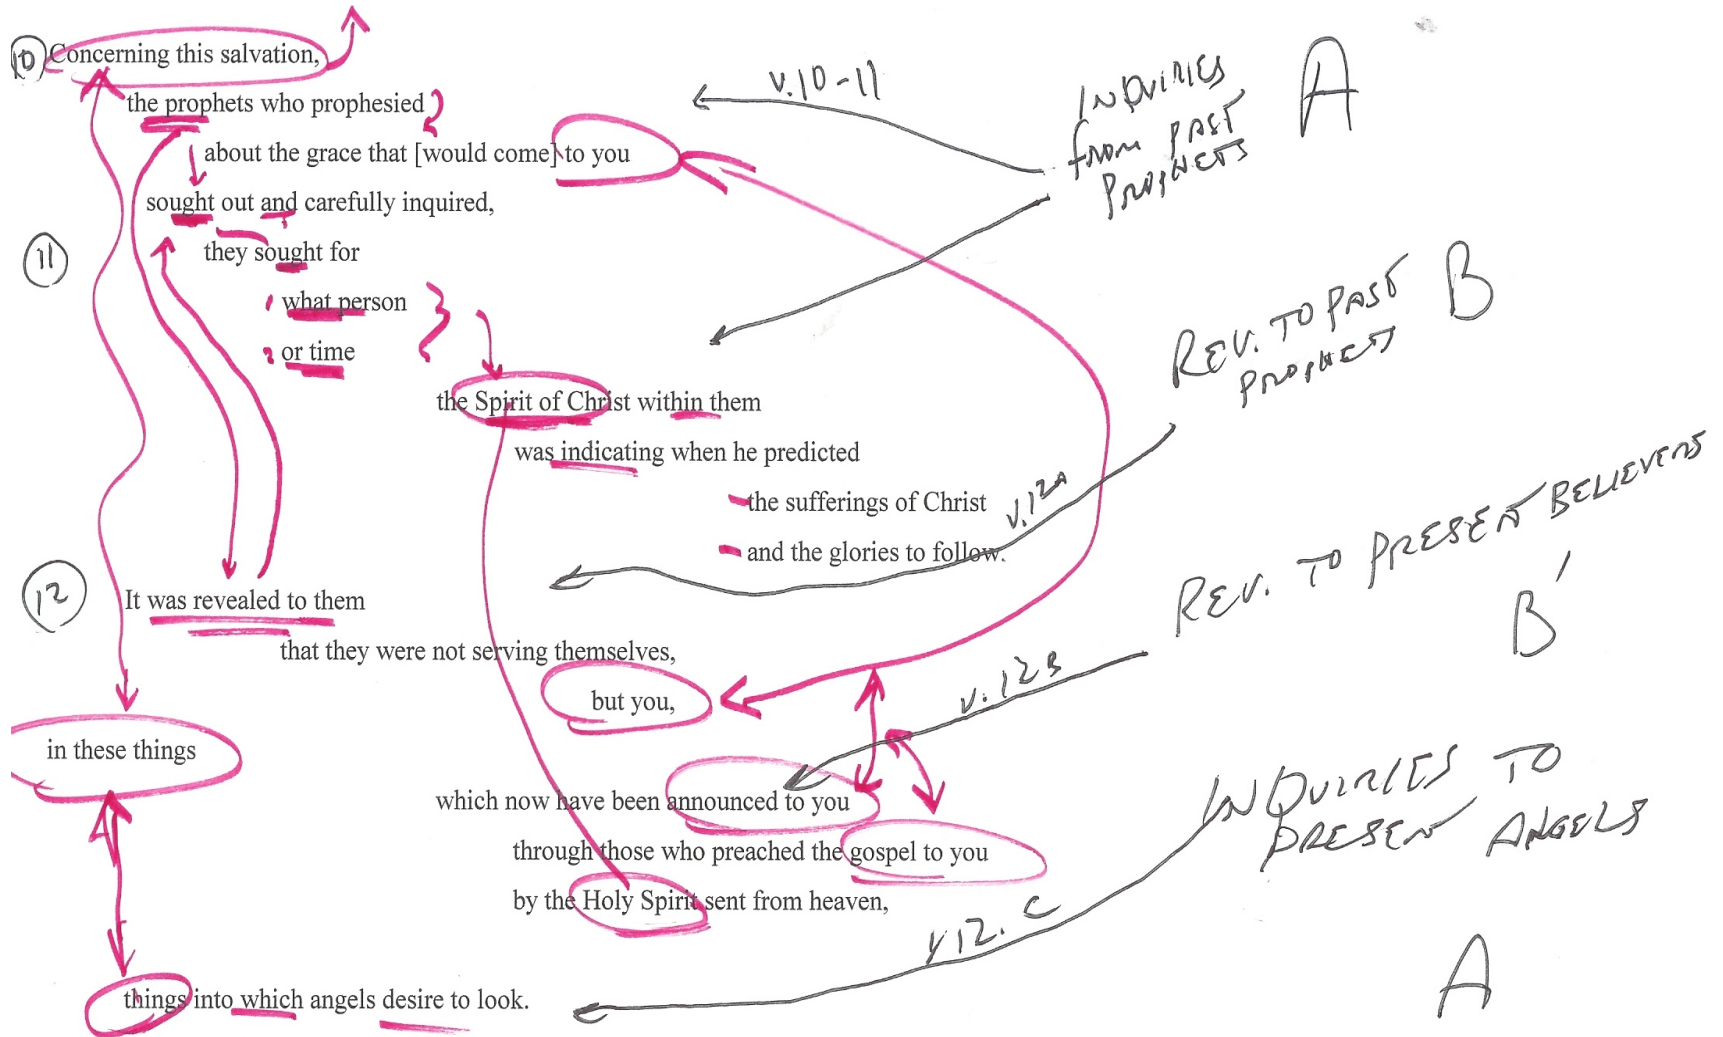 10 Concerning this salvation,
the prophets who prophesied
about the grace that [would come] to you
sought out and carefully inquired,
11 they sought for
1 what person
2 or time
the Spirit of Christ within them
was indicating when he predicted
the sufferings of Christ
and the glories to follow.
12 It was revealed to them
that they were not serving themselves,
but you,
in these things
which now have been announced to you
through those who preached the gospel to you
by the Holy Spirit sent from heaven,
things into which angels desire to look.
v.10-11
INQUIRIES
FROM PAST
PROPHETS
A
REV. TO PAST
PROPHETS
B
v.12A
REV. TO PRESENT BELIEVERS
B'
v.12B
INQUIRIES TO
PRESENT ANGELS
v12.C
A